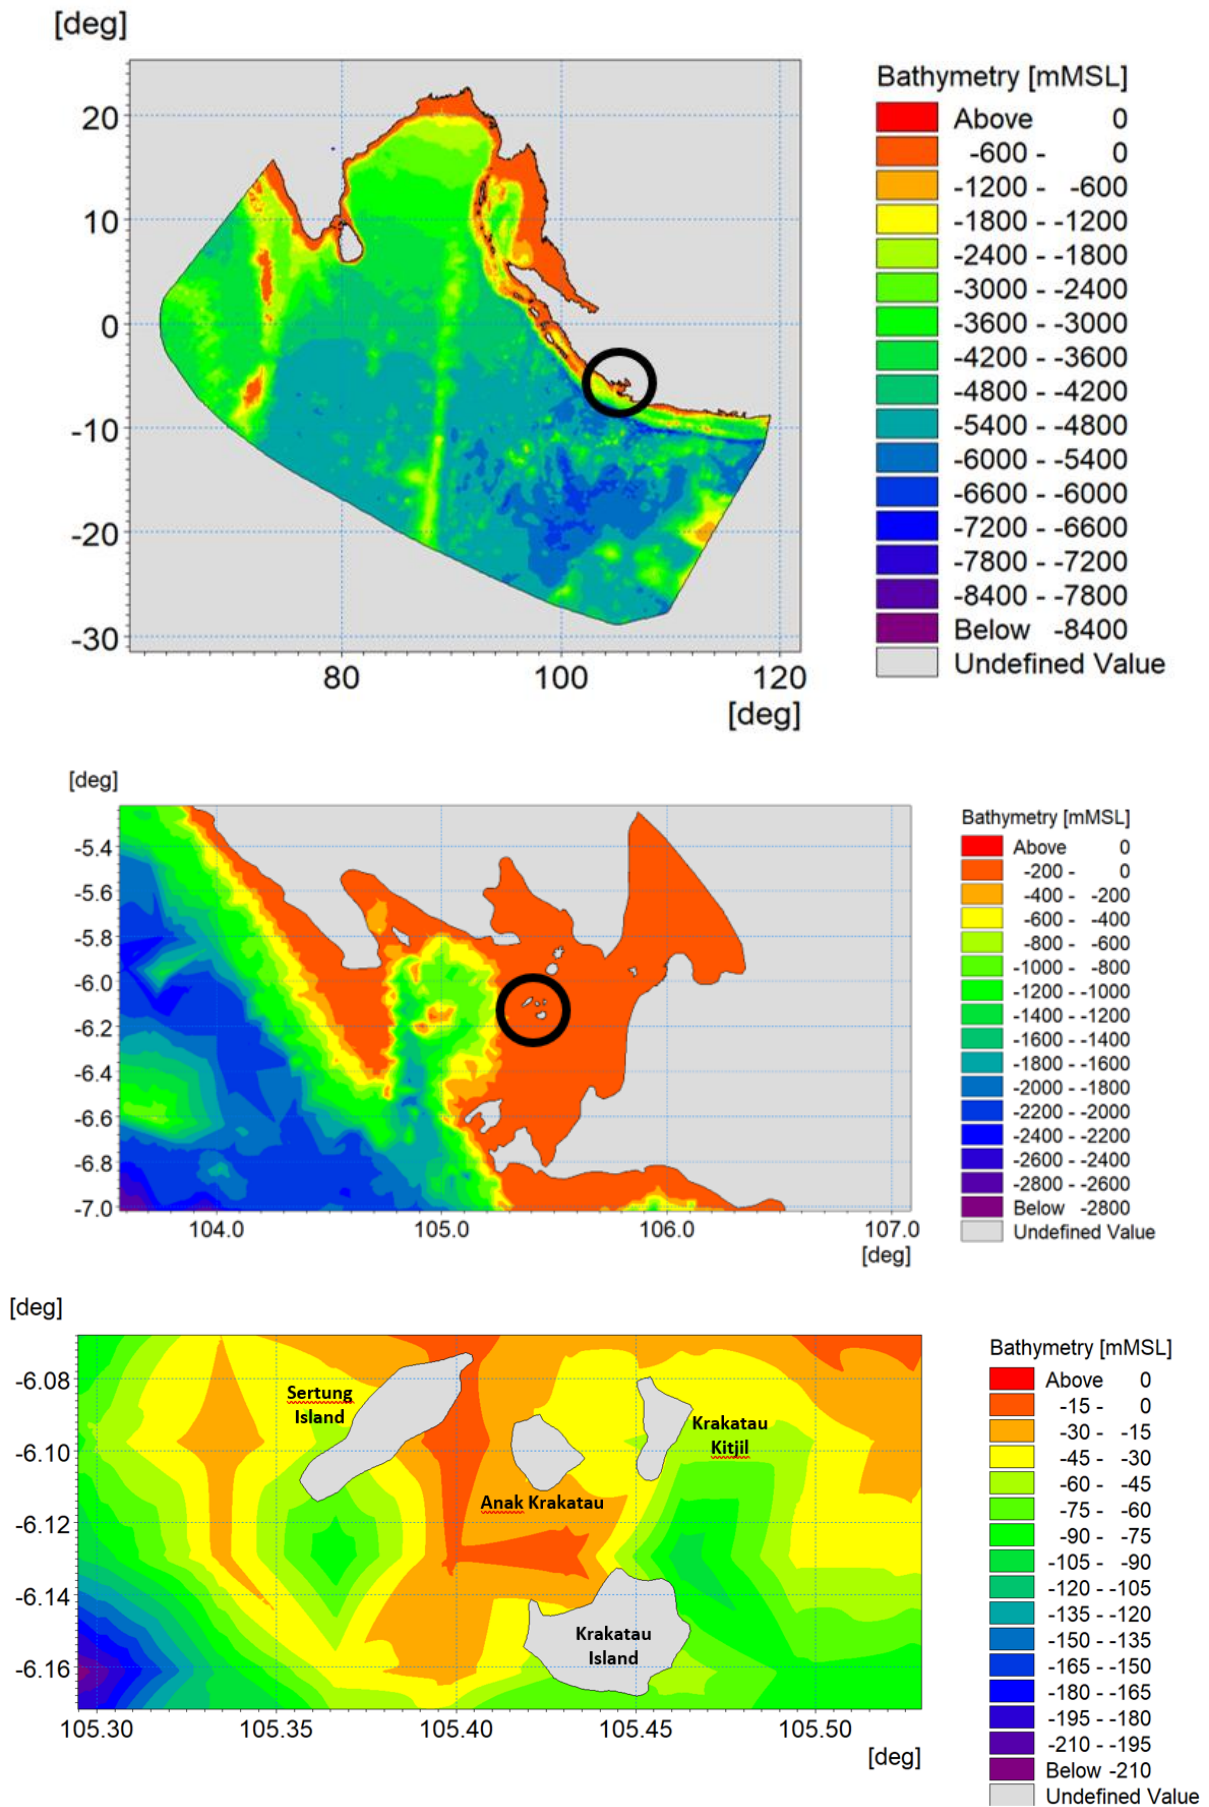 [deg]
Bathymetry [mMSL]
Above 0
-600 - 0
-1200 - -600
-1800 - -1200
-2400 - -1800
-3000 - -2400
-3600 - -3000
-4200 - -3600
-4800 - -4200
-5400 - -4800
-6000 - -5400
-6600 - -6000
-7200 - -6600
-7800 - -7200
-8400 - -7800
Below -8400
Undefined Value
20
10
0
-10
-20
-30
80 100 120
[deg]
[deg]
Bathymetry [mMSL]
Above 0
-200 - 0
-400 - -200
-600 - -400
-800 - -600
-1000 - -800
-1200 - -1000
-1400 - -1200
-1600 - -1400
-1800 - -1600
-2000 - -1800
-2200 - -2000
-2400 - -2200
-2600 - -2400
-2800 - -2600
Below -2800
Undefined Value
-5.4
-5.6
-5.8
-6.0
-6.2
-6.4
-6.6
-6.8
-7.0
104.0 105.0 106.0 107.0
[deg]
[deg]
Bathymetry [mMSL]
Above 0
-15 - 0
-30 - -15
-45 - -30
-60 - -45
-75 - -60
-90 - -75
-105 - -90
-120 - -105
-135 - -120
-150 - -135
-165 - -150
-180 - -165
-195 - -180
-210 - -195
Below -210
Undefined Value
-6.08
-6.10
-6.12
-6.14
-6.16
Sertung
Island
Krakatau
Kitjil
Anak Krakatau
Krakatau
Island
105.30 105.35 105.40 105.45 105.50
[deg]